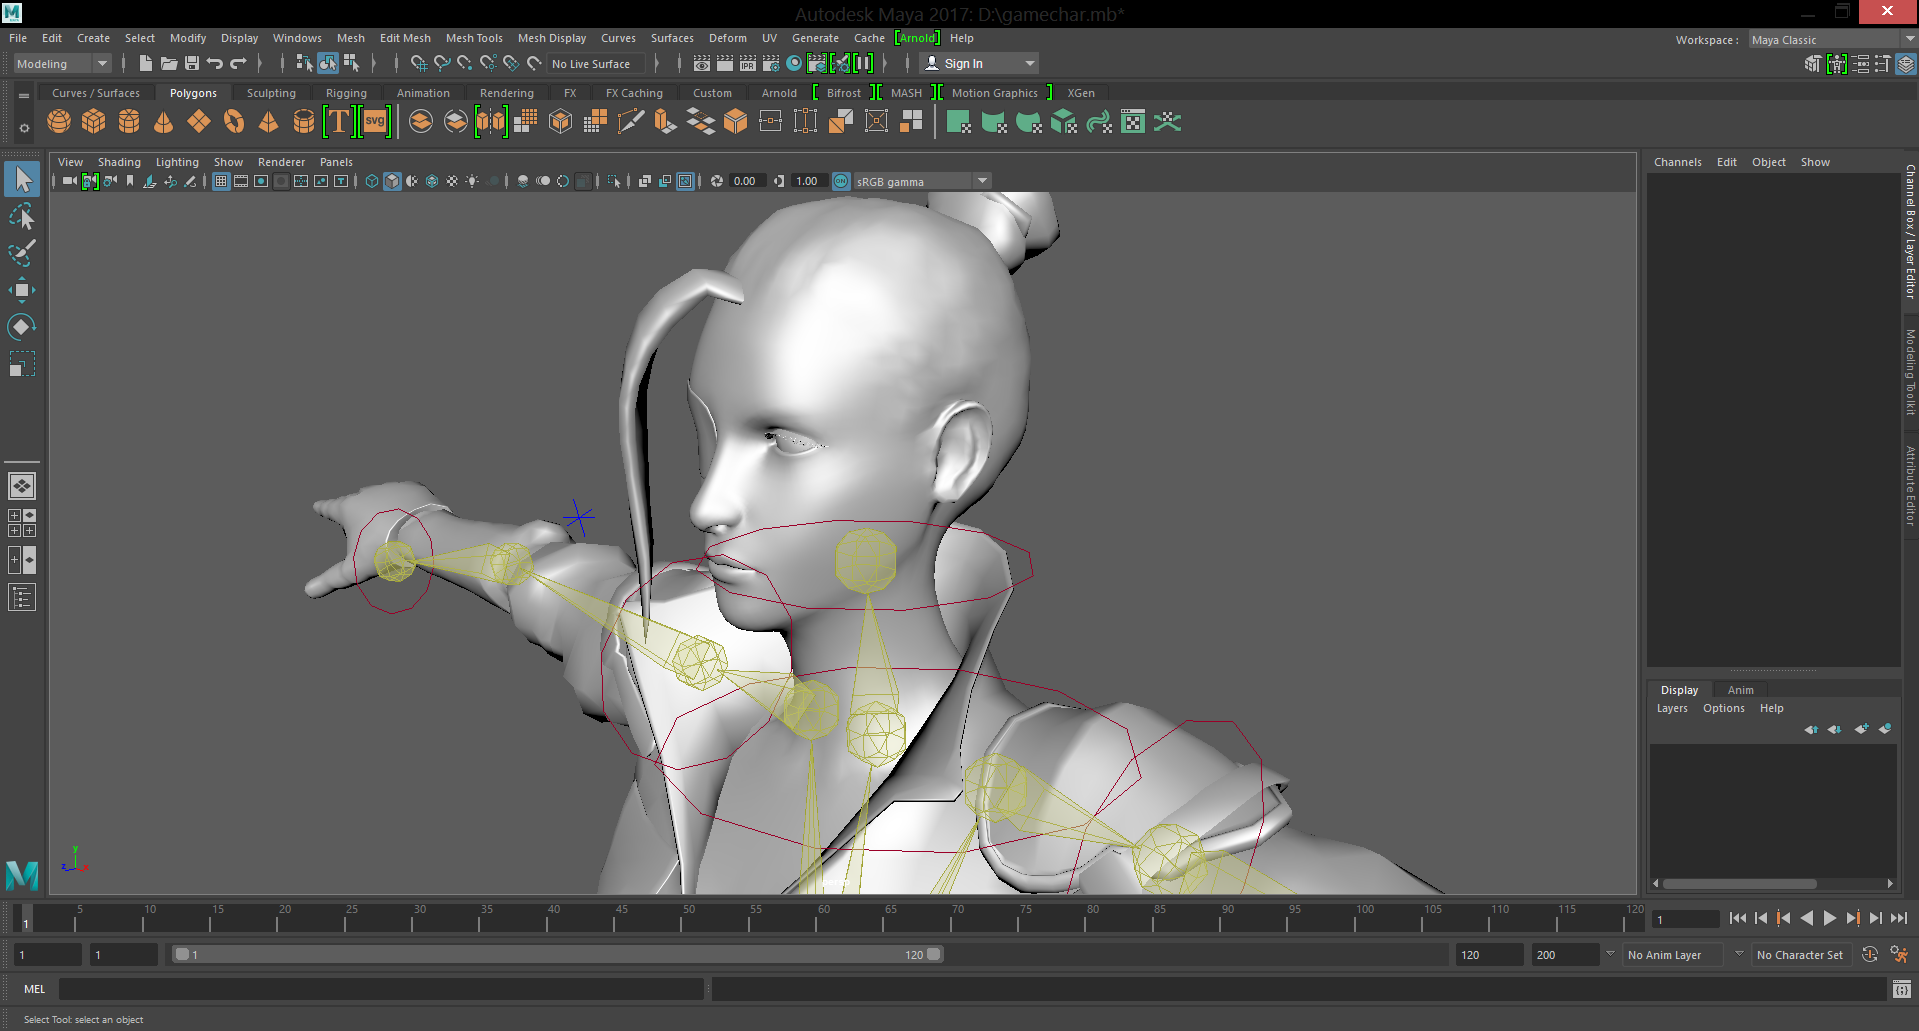 Autodesk Maya 2017: D:\gamechar.mb*
File Edit Create Select Modify Display Windows Mesh Edit Mesh Mesh Tools Mesh Display Curves Surfaces Deform UV Generate Cache [Arnold] Help
Workspace : Maya Classic
Modeling No Live Surface Sign In
Curves / Surfaces Polygons Sculpting Rigging Animation Rendering FX FX Caching Custom Arnold [ Bifrost ] [ MASH ] [ Motion Graphics ] XGen
T SVG
View Shading Lighting Show Renderer Panels
IPR
0.00 1.00 ON sRGB gamma
Channels Edit Object Show
Channel Box / Layer Editor
Modeling Toolkit
Attribute Editor
Display Anim
Layers Options Help
y
z x
persp
M
5 10 15 20 25 30 35 40 45 50 55 60 65 70 75 80 85 90 95 100 105 110 115 120
1 1
1 1 1 120 120 200 No Anim Layer No Character Set
MEL
Select Tool: select an object